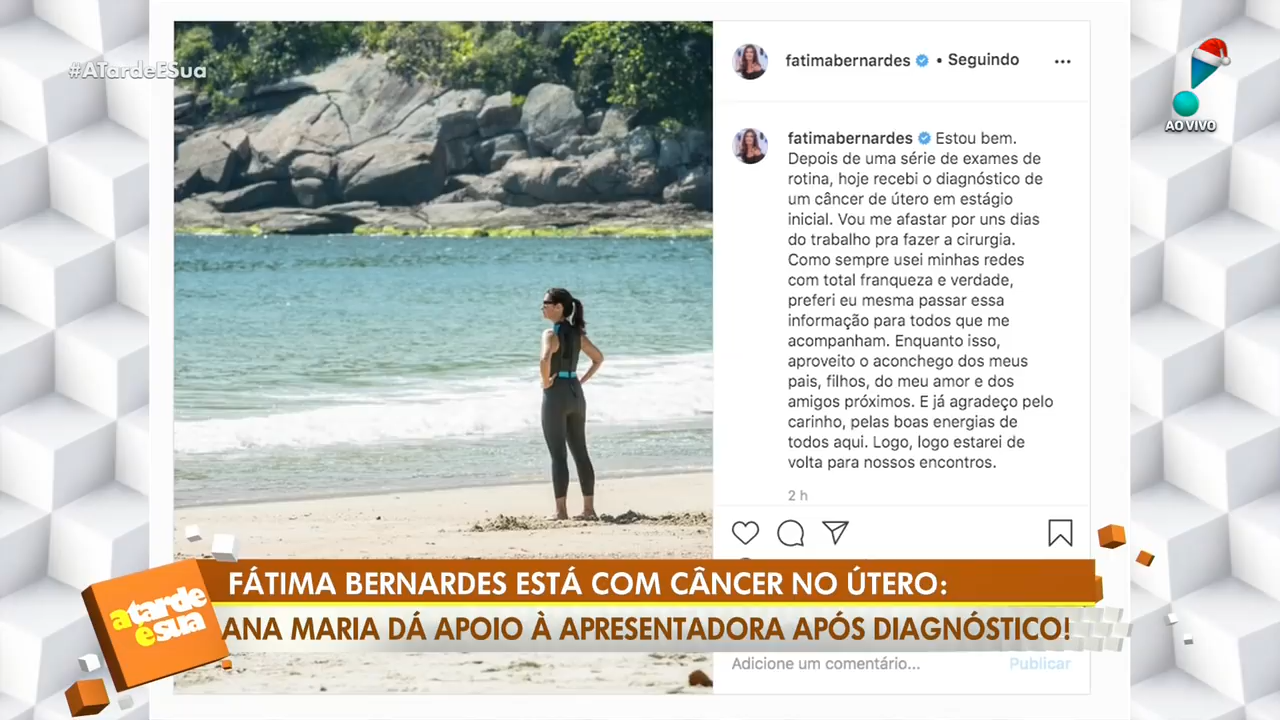 #ATardeÉSua
fatimabernardes • Seguindo
AO VIVO
fatimabernardes Estou bem.
Depois de uma série de exames de
rotina, hoje recebi o diagnóstico de
um câncer de útero em estágio
inicial. Vou me afastar por uns dias
do trabalho pra fazer a cirurgia.
Como sempre usei minhas redes
com total franqueza e verdade,
preferi eu mesma passar essa
informação para todos que me
acompanham. Enquanto isso,
aproveito o aconchego dos meus
pais, filhos, do meu amor e dos
amigos próximos. E já agradeço pelo
carinho, pelas boas energias de
todos aqui. Logo, logo estarei de
volta para nossos encontros.
2 h
a tarde
é sua
FÁTIMA BERNARDES ESTÁ COM CÂNCER NO ÚTERO:
ANA MARIA DÁ APOIO À APRESENTADORA APÓS DIAGNÓSTICO!
Adicione um comentário... Publicar